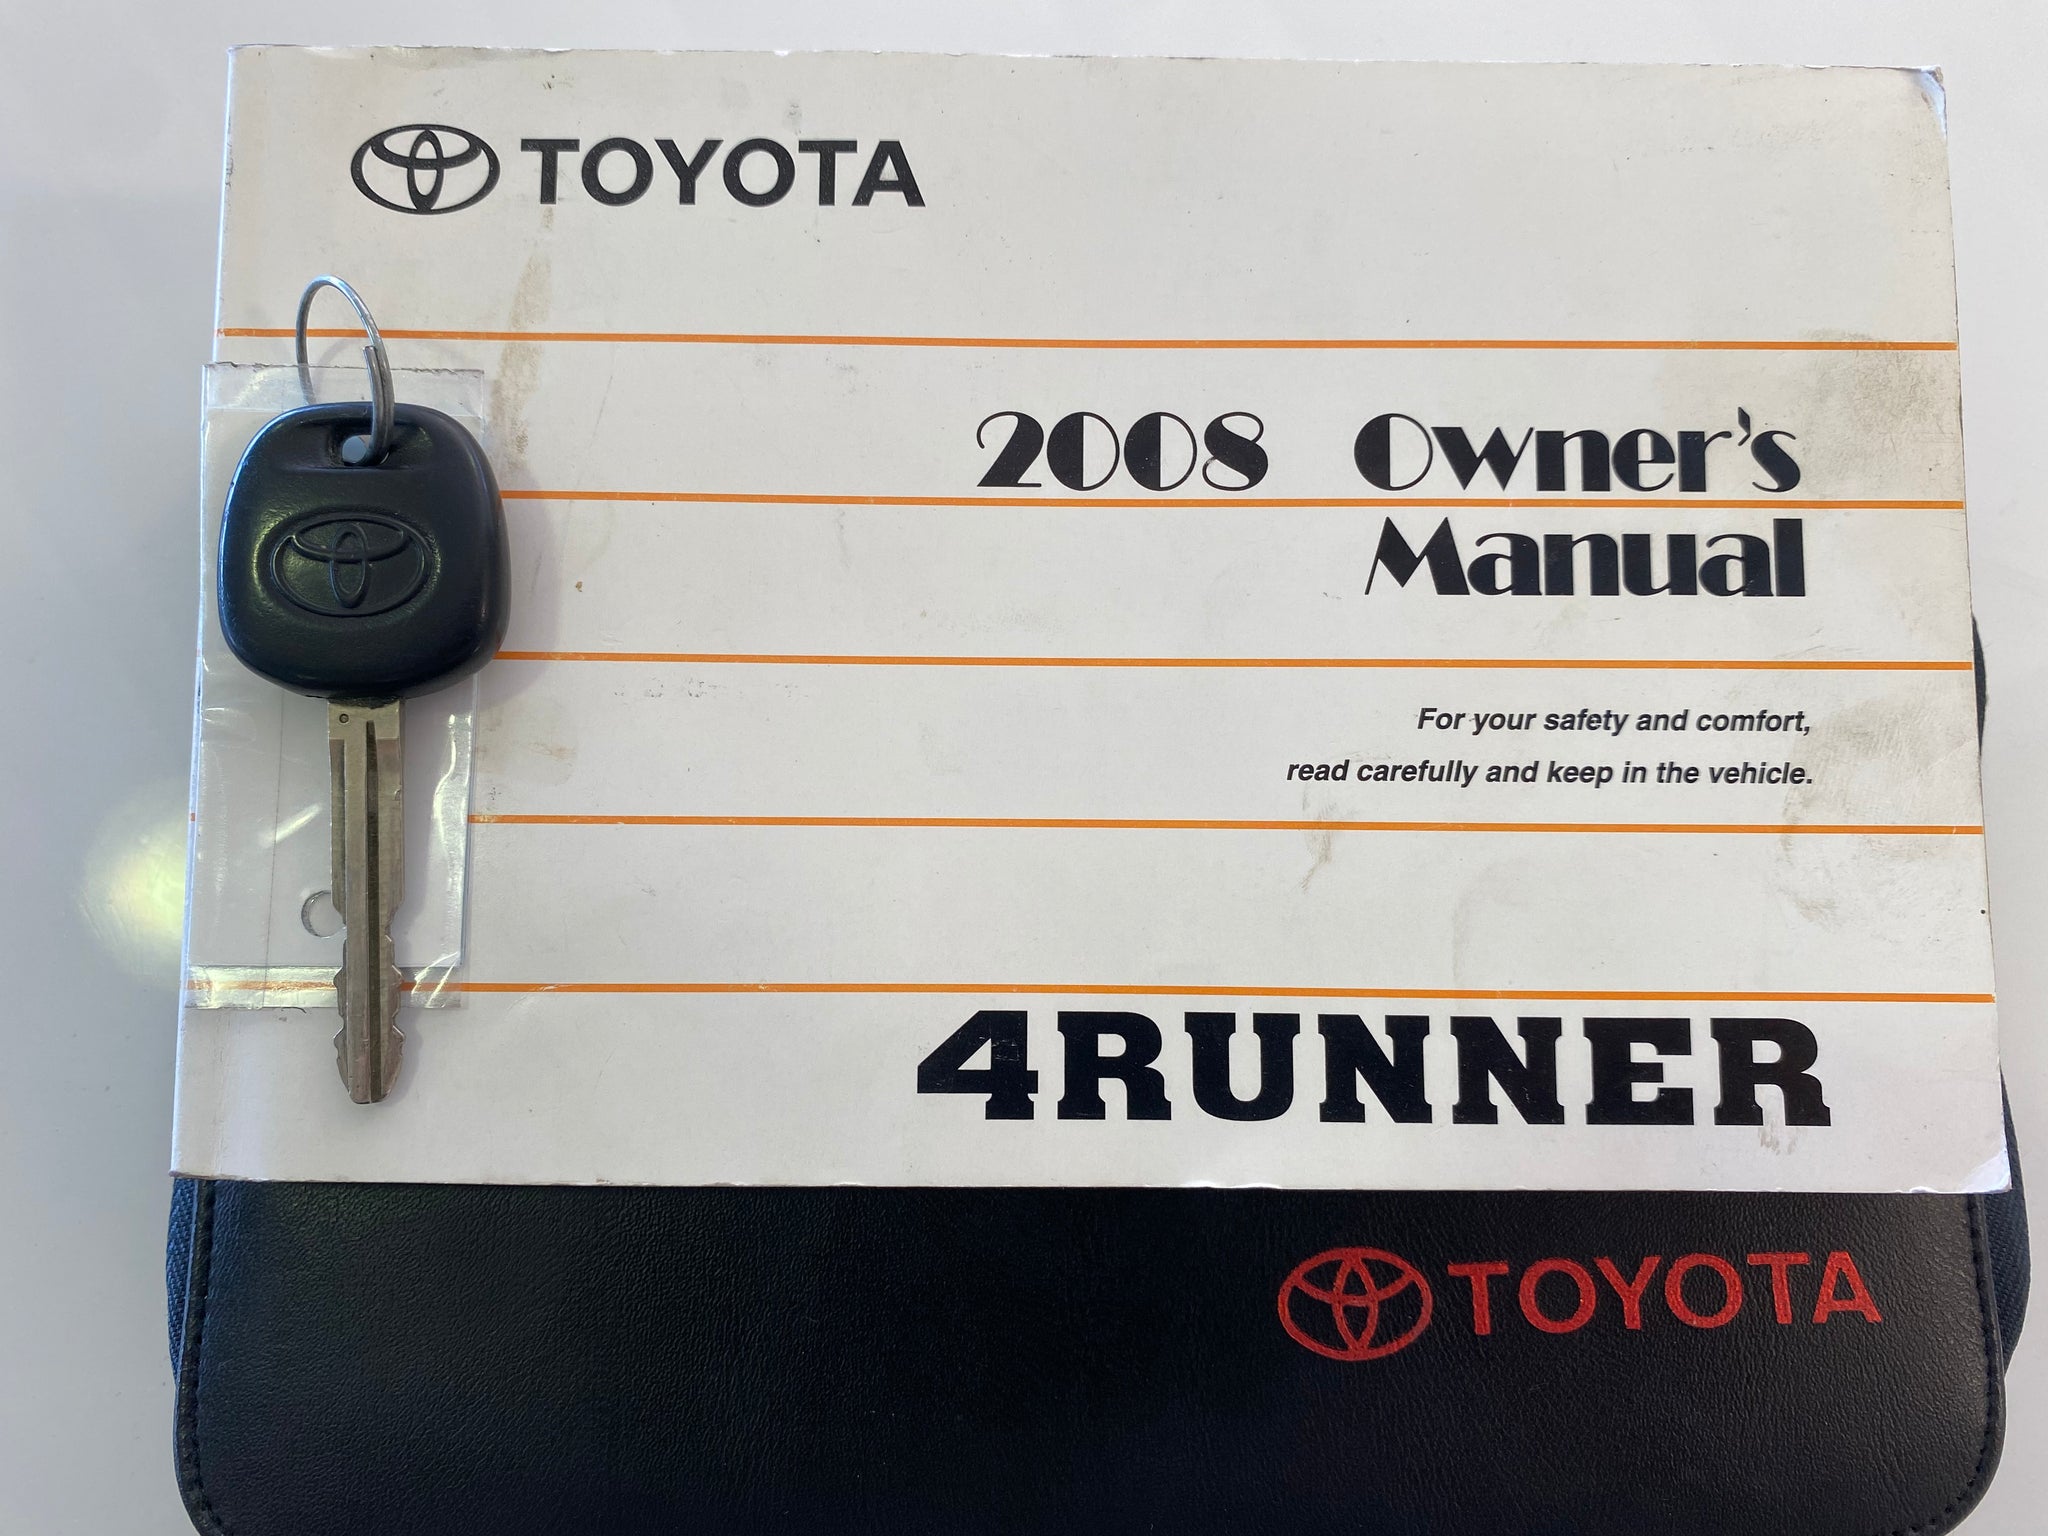 TOYOTA
2008 Owner's
Manual
For your safety and comfort,
read carefully and keep in the vehicle.
4RUNNER
TOYOTA